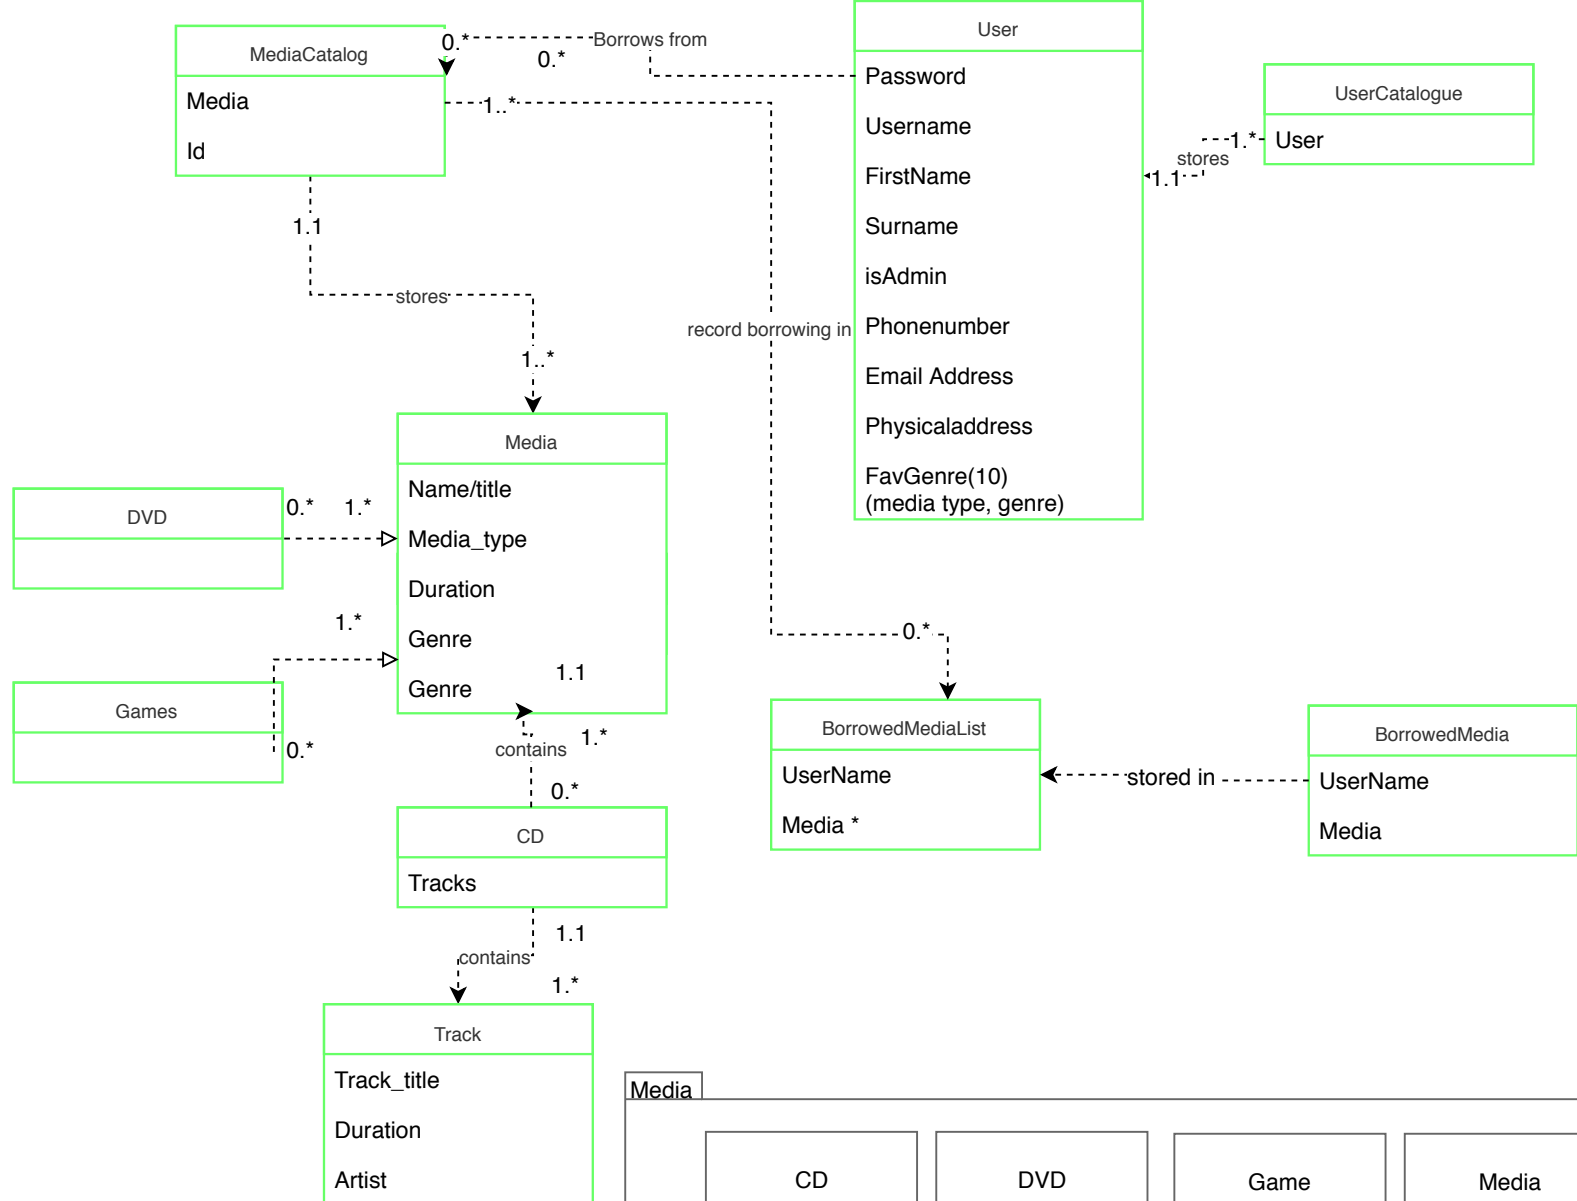 MediaCatalog
Media
Id
0.*
Borrows from
0.*
1..*
User
Password
Username
FirstName
Surname
isAdmin
Phonenumber
Email Address
Physicaladdress
FavGenre(10)
(media type, genre)
UserCatalogue
User
1.*
stores
1.1
1.1
stores
1..*
record borrowing in
Media
Name/title
Media_type
Duration
Genre
Genre
DVD
0.*
1.*
1.*
Games
0.*
1.1
contains
1.*
0.*
CD
Tracks
1.1
contains
1.*
Track
Track_title
Duration
Artist
0.*
BorrowedMediaList
UserName
Media *
stored in
BorrowedMedia
UserName
Media
Media
CD
DVD
Game
Media